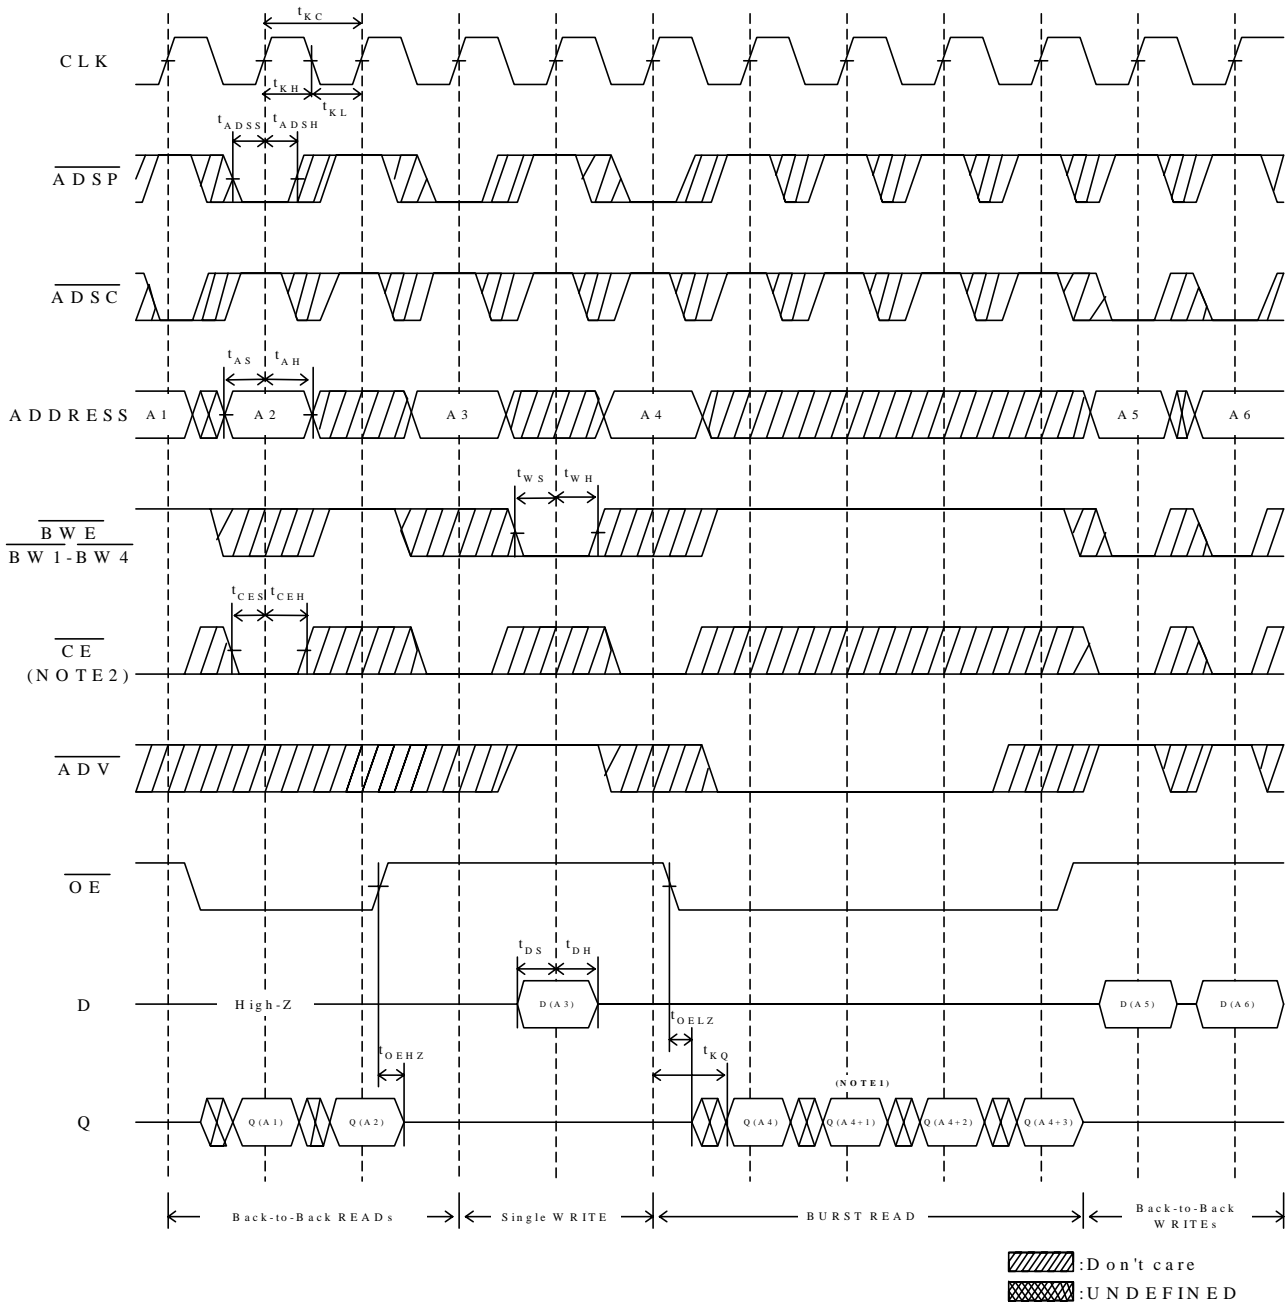 tKC
CLK
tKH
tKL
tADSS tADSH
ADSP
ADSC
tAS tAH
ADDRESS A1 A2 A3 A4 A5 A6
tWS tWH
BWE
BW1-BW4
tCES tCEH
CE
(NOTE2)
ADV
OE
tDS tDH
D High-Z D(A3) D(A5) D(A6)
tOELZ
tOEHZ tKQ
(NOTE1)
Q Q(A1) Q(A2) Q(A4) Q(A4+1) Q(A4+2) Q(A4+3)
Back-to-Back READs Single WRITE BURST READ Back-to-Back
WRITEs
:Don't care
:UNDEFINED